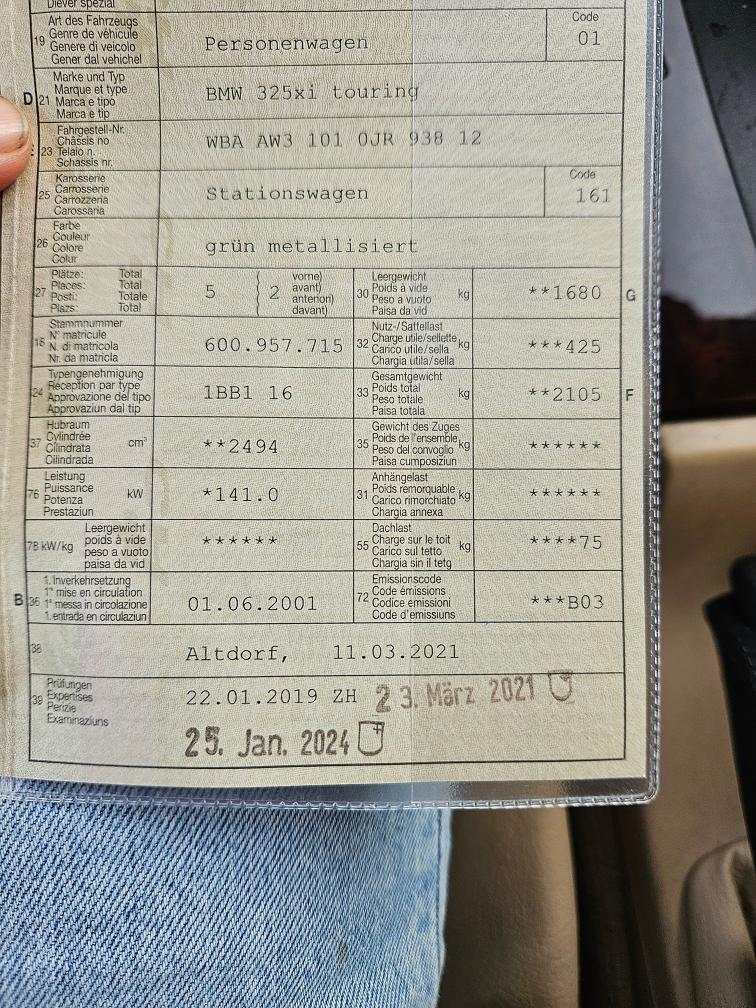 Diever spezial
Art des Fahrzeugs
19 Genre de véhicule
Genere di veicolo
Gener dal vehichel
Personenwagen
Code
01
Marke und Typ
D 21 Marque et type
Marca e tipo
Marca e tip
BMW 325xi touring
Fahrgestell-Nr.
Châssis no
23 Telaio n.
Schassis nr.
WBA AW3 101 0JR 938 12
Karosserie
25 Carrosserie
Carrozzeria
Carossaria
Stationswagen
Code
161
Farbe
26 Couleur
Colore
Colur
grün metallisiert
Plätze: Total
27 Places: Total
Posti: Totale
Plazs: Total
5
2
vorne)
avant)
anteriori)
davant)
Leergewicht
30 Poids à vide kg
Peso a vuoto
Paisa da vid
**1680
G
Stammnummer
18 N° matricule
N. di matricola
Nr. da matricla
600.957.715
Nutz-/Sattellast
32 Charge utile/sellette kg
Carico utile/sella
Chargia utila/sella
***425
Typengenehmigung
24 Réception par type
Approvazione del tipo
Approvaziun dal tip
1BB1 16
Gesamtgewicht
33 Poids total kg
Peso totale
Paisa totala
**2105
F
Hubraum
37 Cylindrée cm³
Cilindrata
Cilindrada
**2494
Gewicht des Zuges
35 Poids de l'ensemble kg
Peso del convoglio
Paisa cumposiziun
******
Leistung
76 Puissance kW
Potenza
Prestaziun
*141.0
Anhängelast
31 Poids remorquable kg
Carico rimorchiato
Chargia annexa
******
Leergewicht
78 kW/kg poids à vide
peso a vuoto
paisa da vid
******
Dachlast
55 Charge sur le toit kg
Carico sul tetto
Chargia sin il tetg
****75
1. Inverkehrsetzung
B 36 1re mise en circulation
1a messa in circolazione
1. entrada en circulaziun
01.06.2001
Emissionscode
72 Code émissions
Codice emissioni
Code d'emissiuns
***B03
38
Altdorf, 11.03.2021
Prüfungen
39 Expertises
Perizie
Examinaziuns
22.01.2019 ZH 23. März 2021
25. Jan. 2024